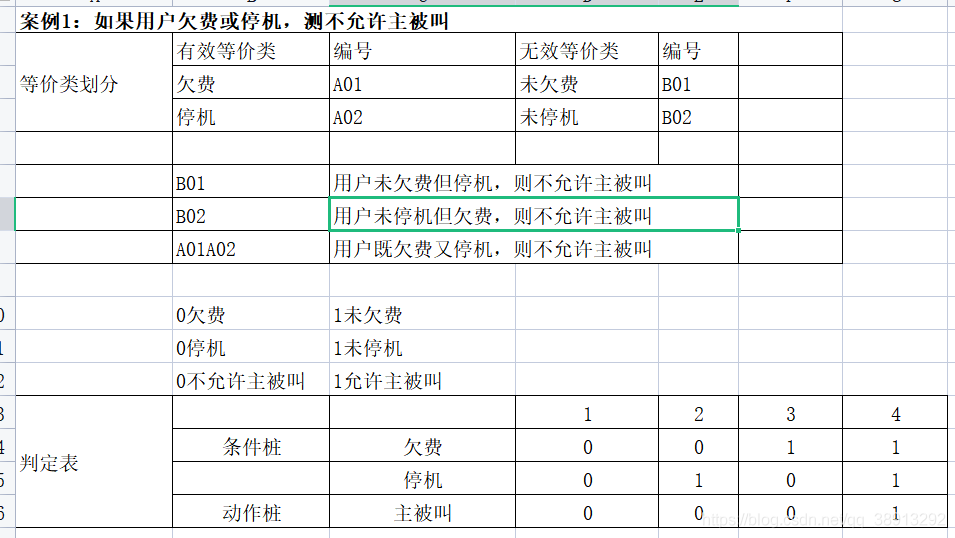 案例1：如果用户欠费或停机，测不允许主被叫
有效等价类 编号 无效等价类 编号
等价类划分 欠费 A01 未欠费 B01
停机 A02 未停机 B02
B01 用户未欠费但停机，则不允许主被叫
B02 用户未停机但欠费，则不允许主被叫
A01A02 用户既欠费又停机，则不允许主被叫
0欠费 1未欠费
0停机 1未停机
0不允许主被叫 1允许主被叫
1 2 3 4
判定表 条件桩 欠费 0 0 1 1
停机 0 1 0 1
动作桩 主被叫 0 0 0 1